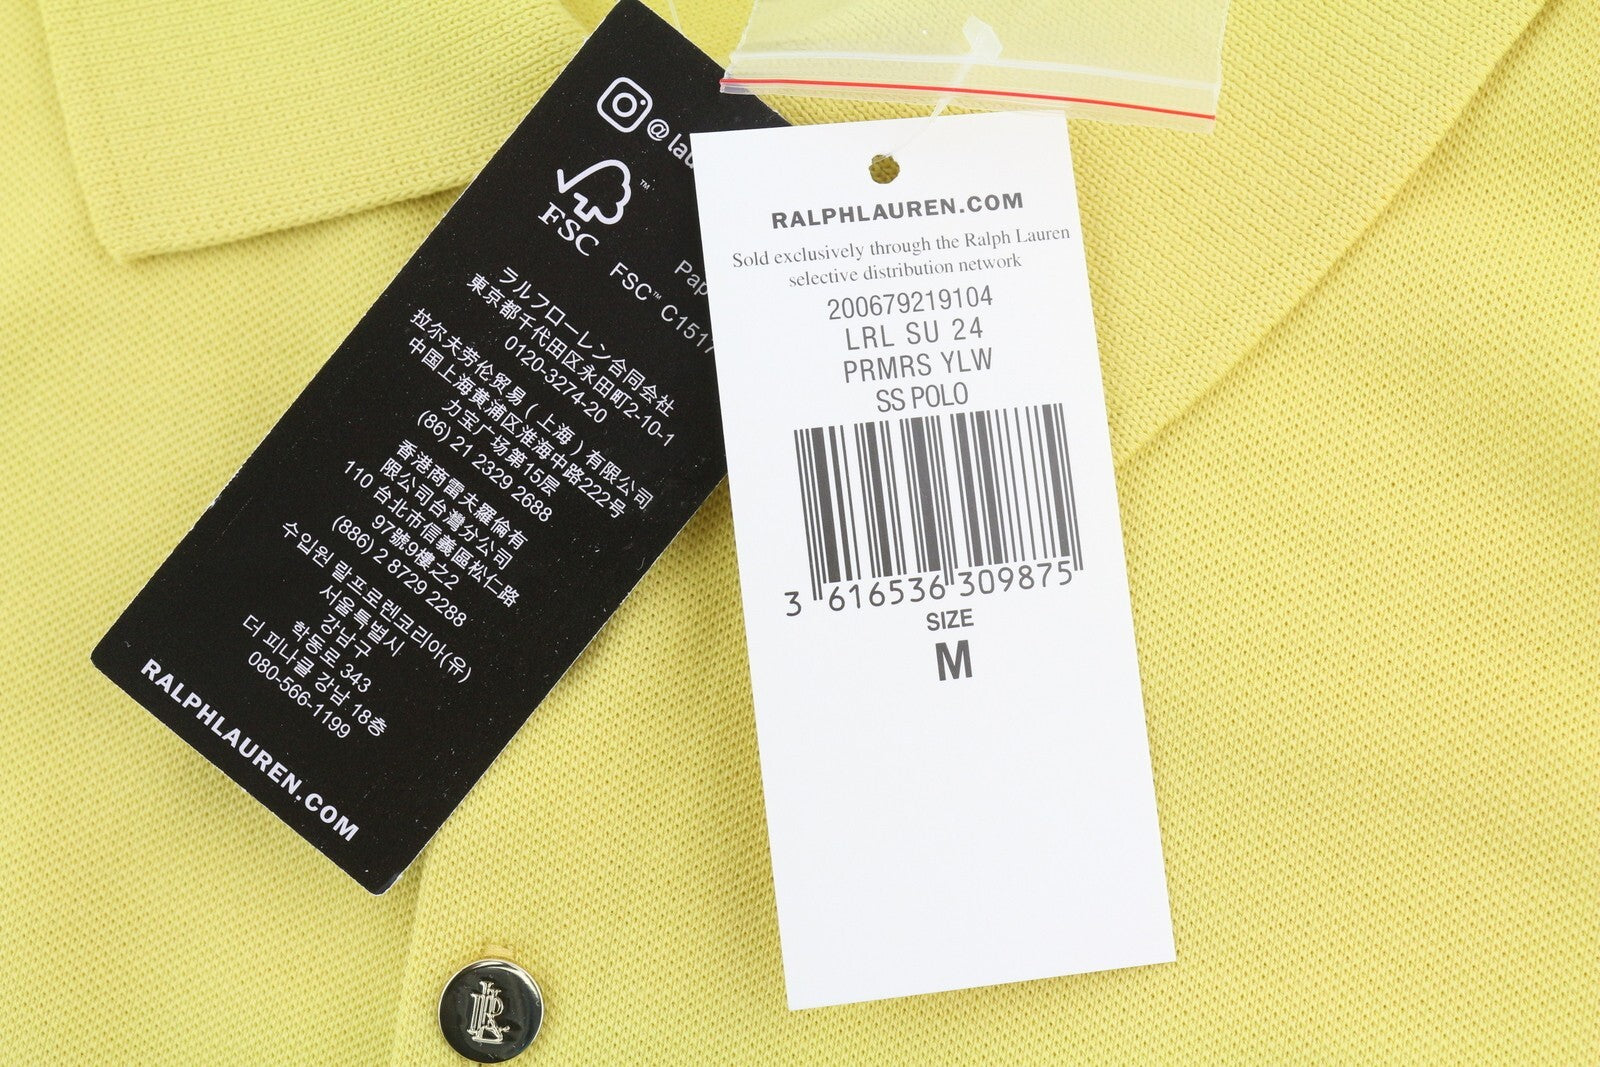 @lau
FSC
Pap
FSC™ C1517
ラルフローレン合同会社
東京都千代田区永田町2-10-1
0120-3274-20
拉尔夫劳伦贸易(上海)有限公司
中国上海黄浦区淮海中路222号
力宝广场第15层
(86) 21 2329 2688
香港商雷夫羅倫有
限公司台灣分公司
110 台北市信義區松仁路
97號9樓之2
(886) 2 8729 2288
수입원 랄프로렌코리아(유)
서울특별시
강남구
학동로 343
더 피나클 강남 18층
080-566-1199
RALPHLAUREN.COM
RALPHLAUREN.COM
Sold exclusively through the Ralph Lauren
selective distribution network
200679219104
LRL SU 24
PRMRS YLW
SS POLO
3 616536 309875
SIZE
M
LRL